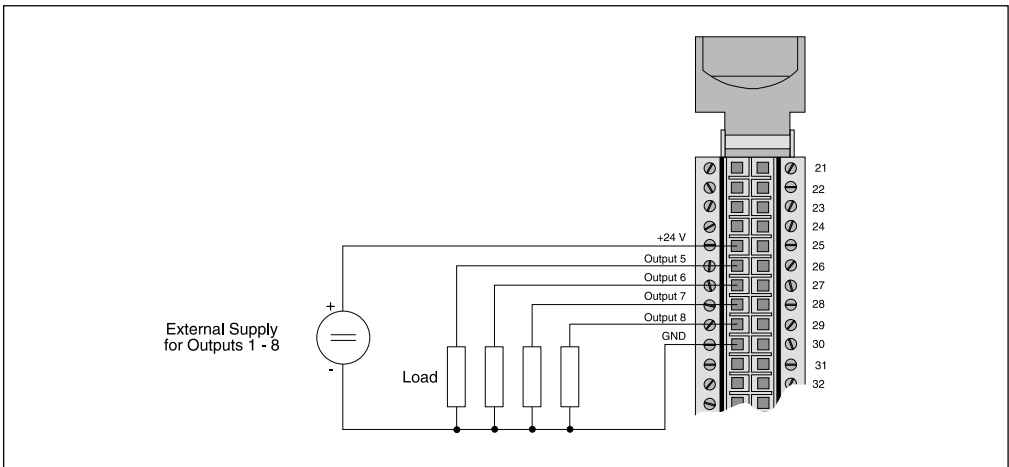 21
22
23
24
+24 V
25
Output 5
26
Output 6
27
Output 7
28
Output 8
29
GND
30
31
32
+
External Supply
for Outputs 1 - 8
-
Load